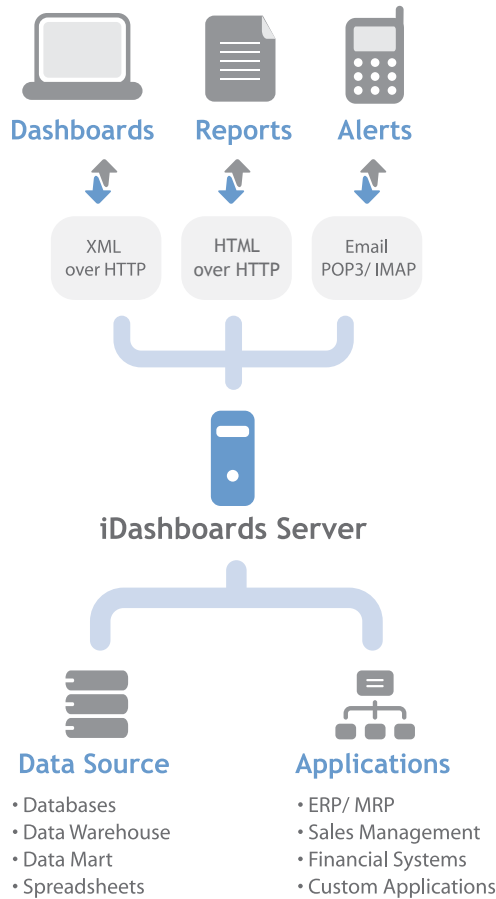 Dashboards
Reports
Alerts
XML
over HTTP
HTML
over HTTP
Email
POP3/ IMAP
iDashboards Server
Data Source
• Databases
• Data Warehouse
• Data Mart
• Spreadsheets
Applications
• ERP/ MRP
• Sales Management
• Financial Systems
• Custom Applications